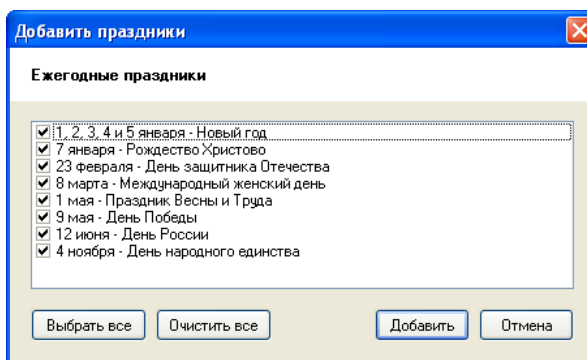 Добавить праздники
Ежегодные праздники
1, 2, 3, 4 и 5 января - Новый год
7 января - Рождество Христово
23 февраля - День защитника Отечества
8 марта - Международный женский день
1 мая - Праздник Весны и Труда
9 мая - День Победы
12 июня - День России
4 ноября - День народного единства
Выбрать все Очистить все Добавить Отмена